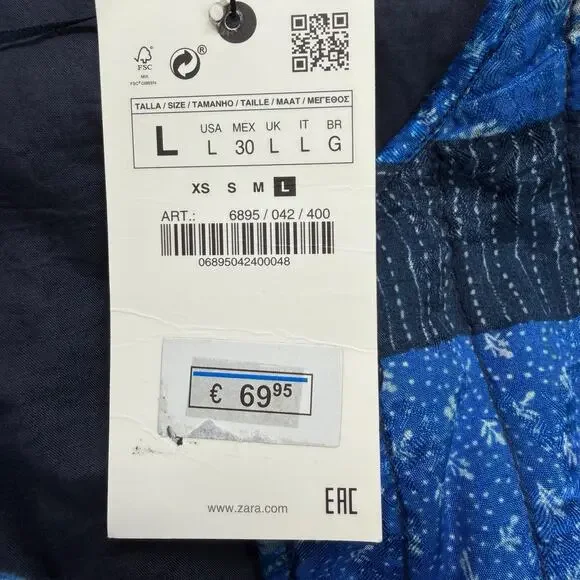 ®
FSC
MIX
TALLA / SIZE / TAMANHO / TAILLE / MAAT / ΜΕΓΕΘΟΣ
L
USA MEX UK IT BR
L 30 L L G
XS S M L
ART.: 6895 / 042 / 400
06895042400048
€ 69 95
www.zara.com
EAC